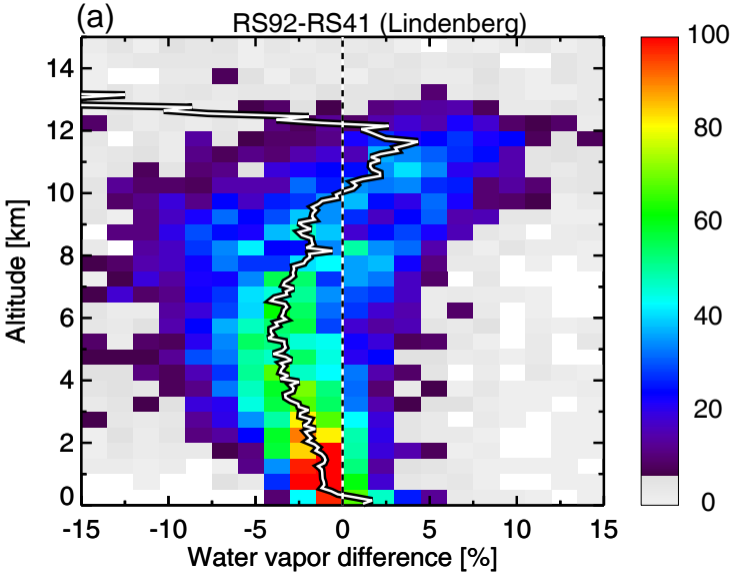 (a)
RS92-RS41 (Lindenberg)
14
12
10
8
6
4
2
0
Altitude [km]
-15 -10 -5 0 5 10 15
Water vapor difference [%]
100
80
60
40
20
0